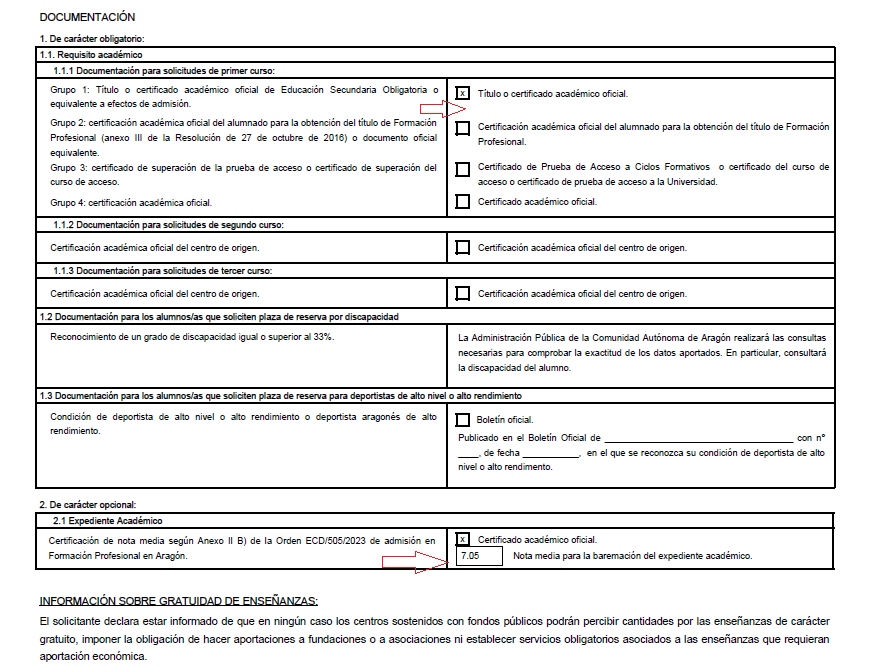 DOCUMENTACIÓN
1. De carácter obligatorio:
1.1. Requisito académico
1.1.1 Documentación para solicitudes de primer curso:
Grupo 1: Título o certificado académico oficial de Educación Secundaria Obligatoria o
equivalente a efectos de admisión.
Grupo 2: certificación académica oficial del alumnado para la obtención del título de Formación
Profesional (anexo III de la Resolución de 27 de octubre de 2016) o documento oficial
equivalente.
Grupo 3: certificado de superación de la prueba de acceso o certificado de superación del
curso de acceso.
Grupo 4: certificación académica oficial.
x Título o certificado académico oficial.
Certificación académica oficial del alumnado para la obtención del título de Formación
Profesional.
Certificado de Prueba de Acceso a Ciclos Formativos o certificado del curso de
acceso o certificado de prueba de acceso a la Universidad.
Certificado académico oficial.
1.1.2 Documentación para solicitudes de segundo curso:
Certificación académica oficial del centro de origen.
Certificación académica oficial del centro de origen.
1.1.3 Documentación para solicitudes de tercer curso:
Certificación académica oficial del centro de origen.
Certificación académica oficial del centro de origen.
1.2 Documentación para los alumnos/as que soliciten plaza de reserva por discapacidad
Reconocimiento de un grado de discapacidad igual o superior al 33%.
La Administración Pública de la Comunidad Autónoma de Aragón realizará las consultas
necesarias para comprobar la exactitud de los datos aportados. En particular, consultará
la discapacidad del alumno.
1.3 Documentación para los alumnos/as que soliciten plaza de reserva para deportistas de alto nivel o alto rendimiento
Condición de deportista de alto nivel o alto rendimiento o deportista aragonés de alto
rendimiento.
Boletín oficial.
Publicado en el Boletín Oficial de ___ con nº
____, de fecha ___, en el que se reconozca su condición de deportista de alto
nivel o alto rendimento.
2. De carácter opcional:
2.1 Expediente Académico
Certificación de nota media según Anexo II B) de la Orden ECD/505/2023 de admisión en
Formación Profesional en Aragón.
x Certificado académico oficial.
7.05 Nota media para la baremación del expediente académico.
INFORMACIÓN SOBRE GRATUIDAD DE ENSEÑANZAS:
El solicitante declara estar informado de que en ningún caso los centros sostenidos con fondos públicos podrán percibir cantidades por las enseñanzas de carácter
gratuito, imponer la obligación de hacer aportaciones a fundaciones o a asociaciones ni establecer servicios obligatorios asociados a las enseñanzas que requieran
aportación económica.